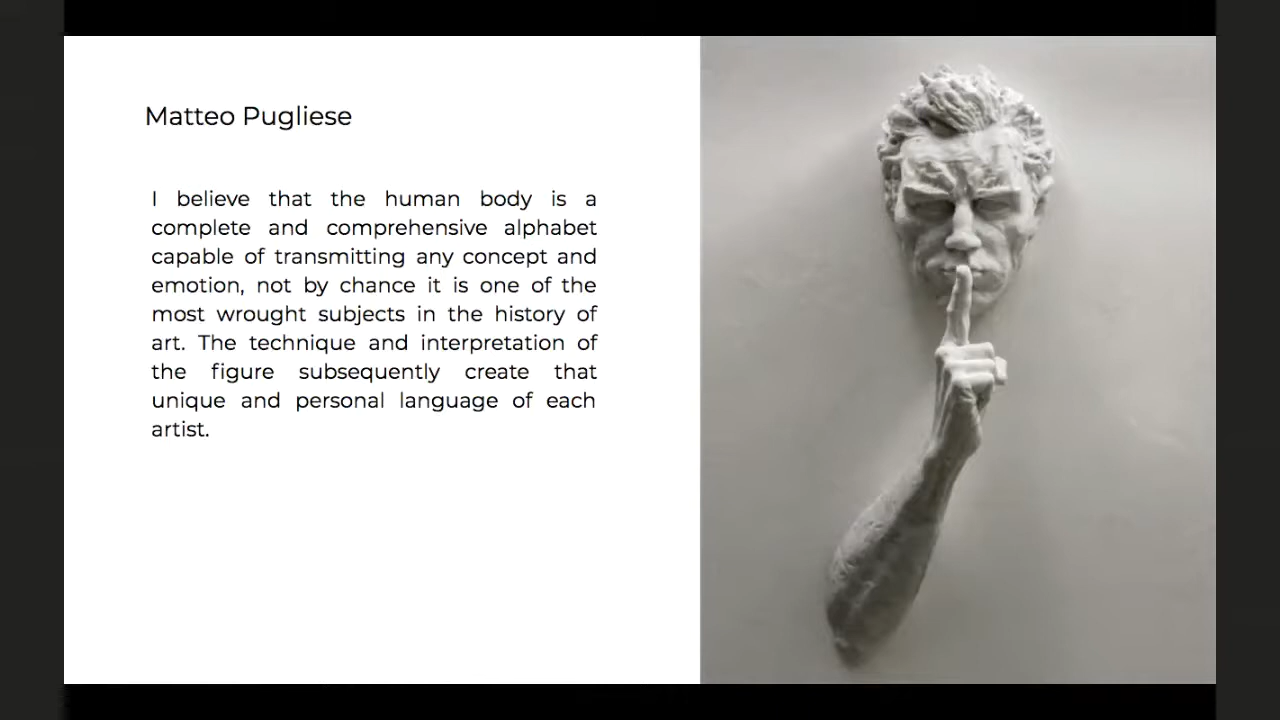 Matteo Pugliese
I believe that the human body is a
complete and comprehensive alphabet
capable of transmitting any concept and
emotion, not by chance it is one of the
most wrought subjects in the history of
art. The technique and interpretation of
the figure subsequently create that
unique and personal language of each
artist.